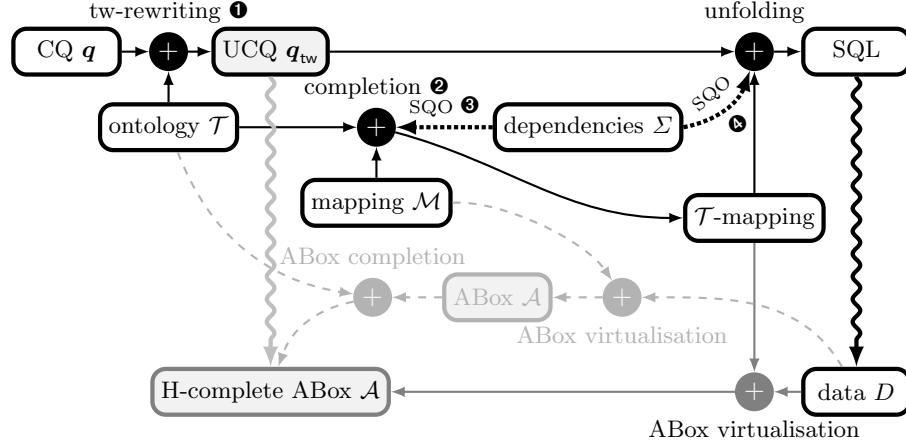 tw-rewriting ❶
unfolding
CQ q
+
UCQ q_tw
+
SQL
completion ❷
SQO ❸
SQO
❹
ontology 𝒯
+
dependencies Σ
mapping ℳ
𝒯-mapping
ABox completion
+
ABox 𝒜
+
ABox virtualisation
H-complete ABox 𝒜
+
data D
ABox virtualisation